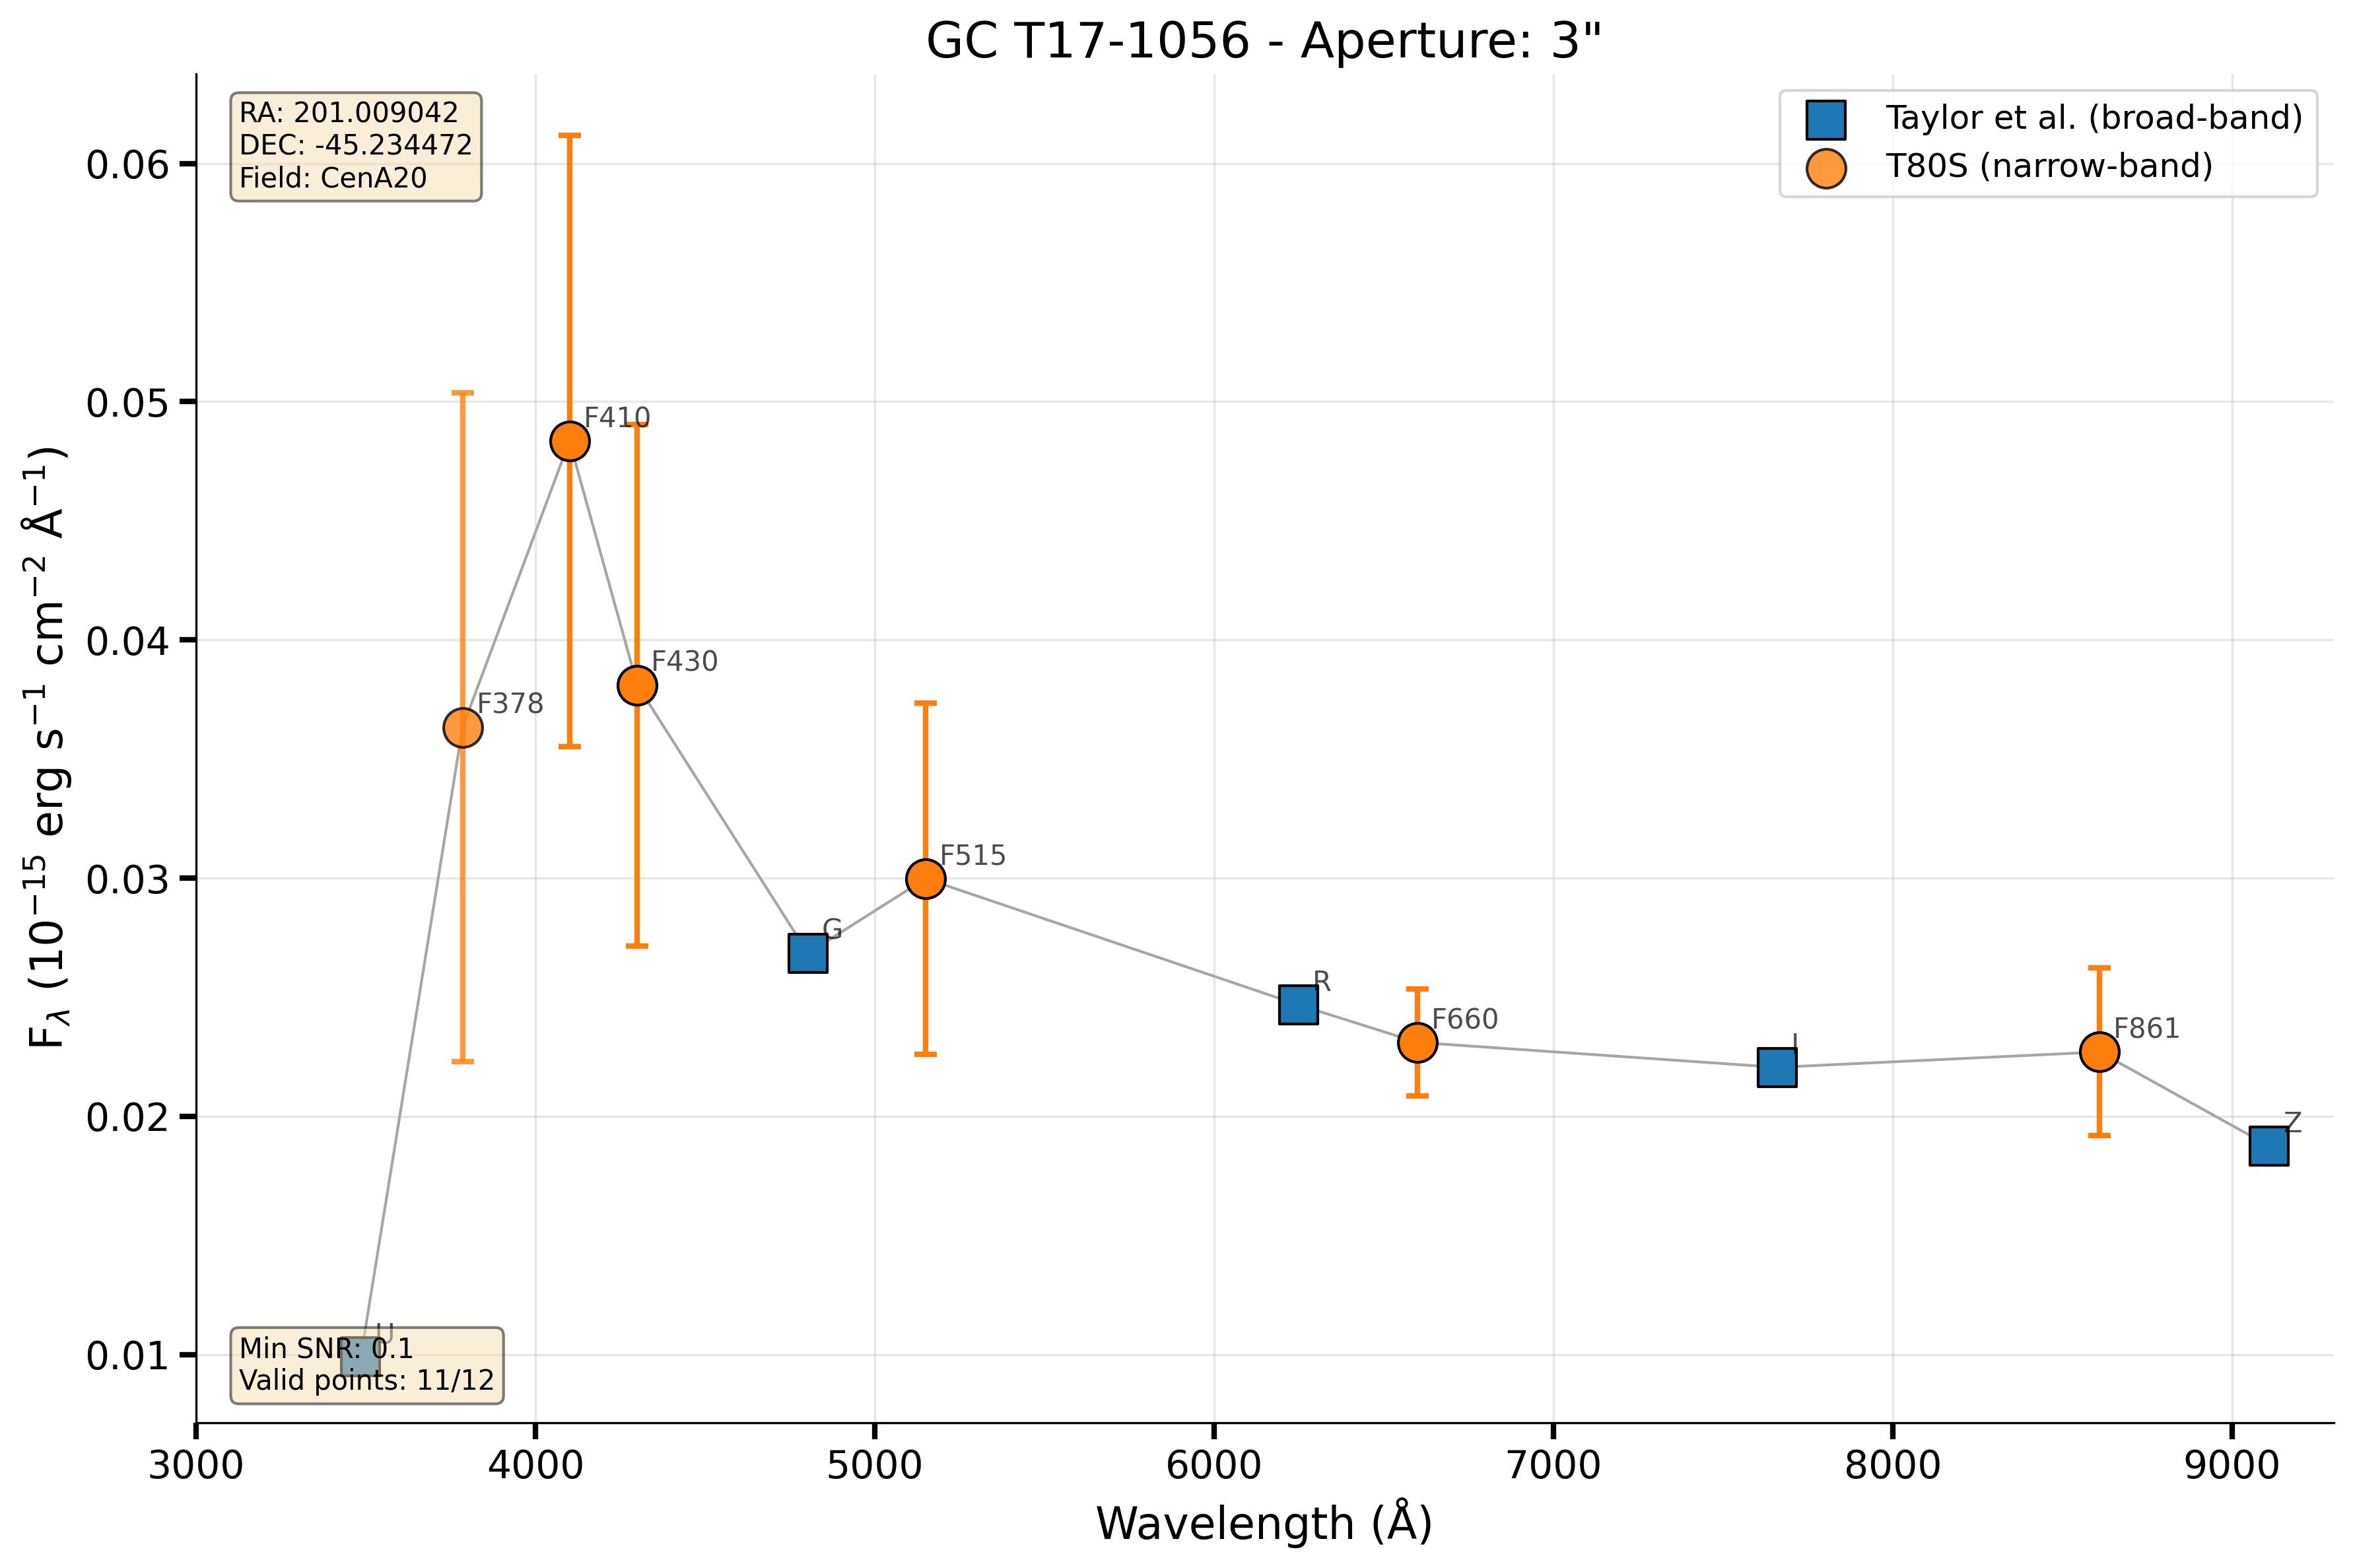 GC T17-1056 - Aperture: 3"
RA: 201.009042
DEC: -45.234472
Field: CenA20
Taylor et al. (broad-band)
T80S (narrow-band)
0.06
0.05
0.04
0.03
0.02
0.01
F$_λ$ (10$^{-15}$ erg s$^{-1}$ cm$^{-2}$ Å$^{-1}$)
U
F378
F410
F430
G
F515
R
F660
I
F861
Z
Min SNR: 0.1
Valid points: 11/12
3000 4000 5000 6000 7000 8000 9000
Wavelength (Å)